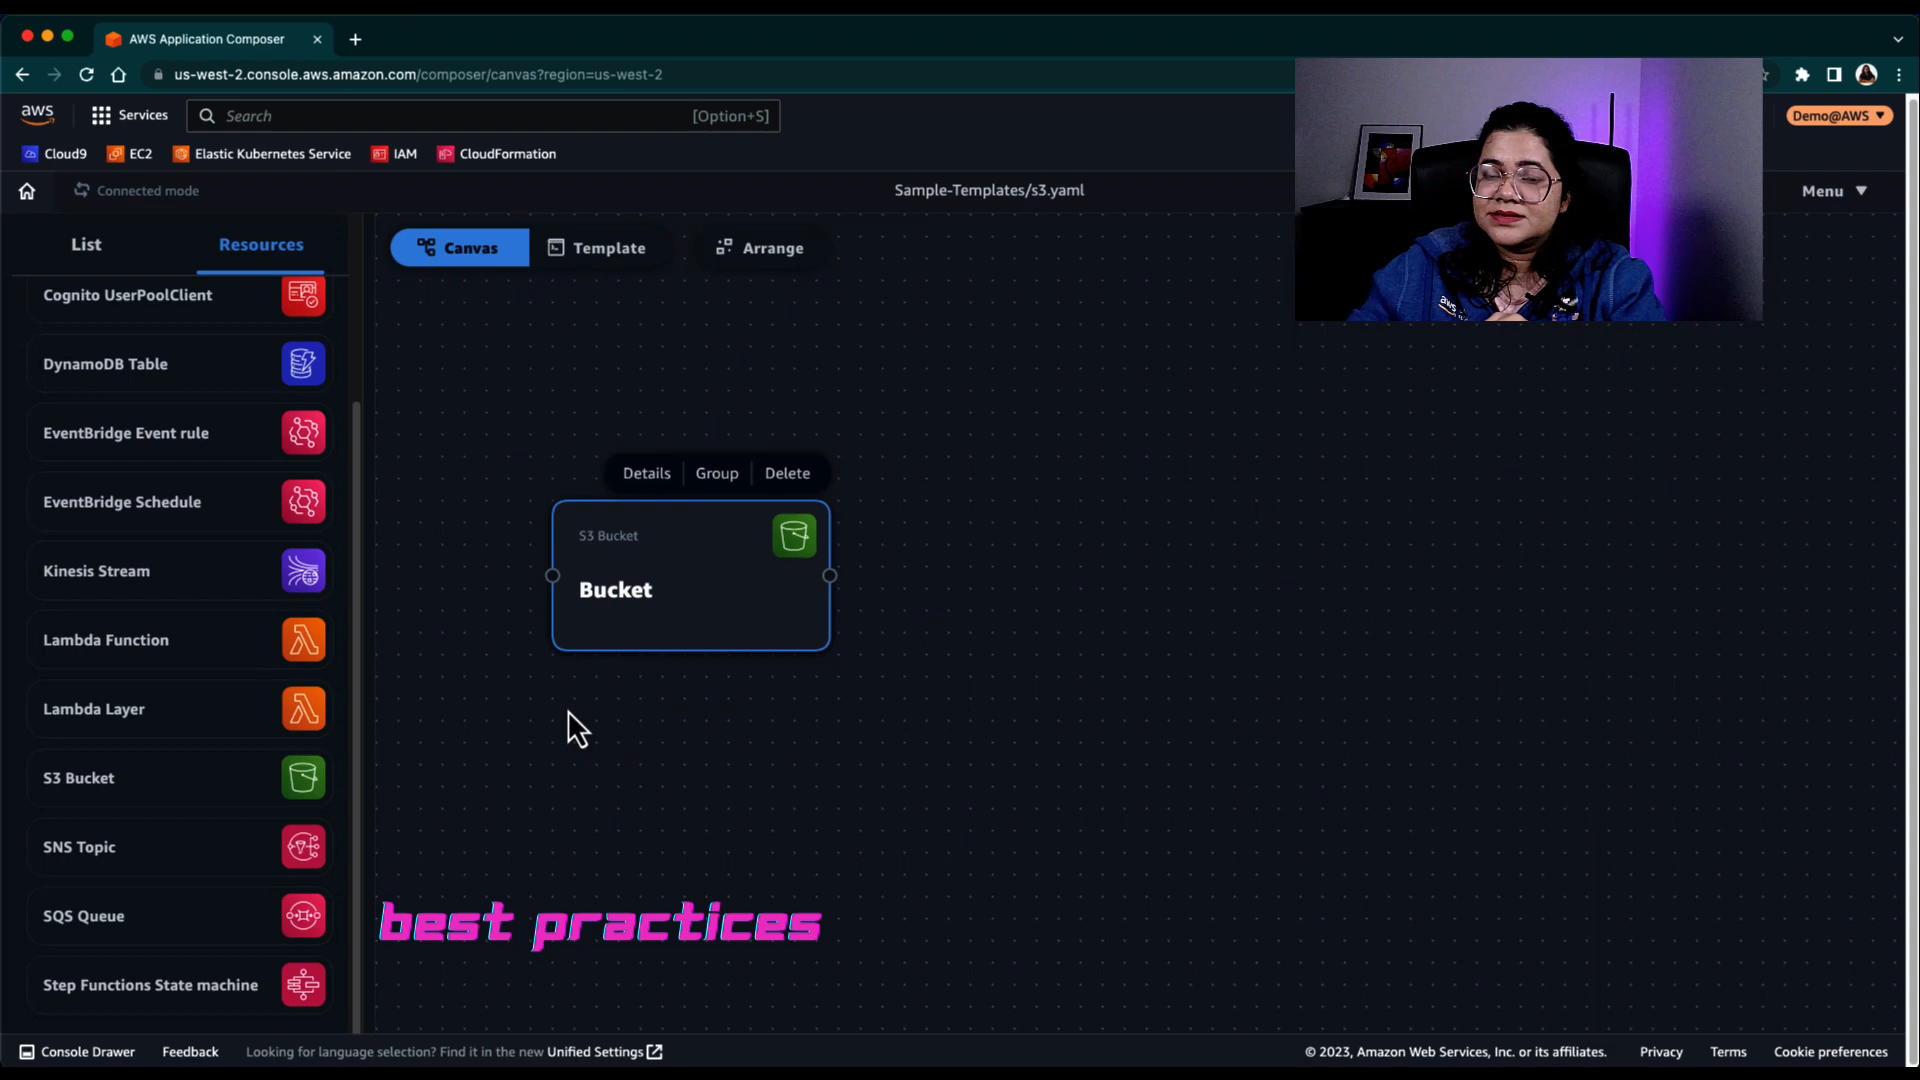 AWS Application Composer
us-west-2.console.aws.amazon.com/composer/canvas?region=us-west-2
aws
Services
Search
[Option+S]
Demo@AWS
Cloud9
EC2
Elastic Kubernetes Service
IAM
CloudFormation
Connected mode
Sample-Templates/s3.yaml
Menu
List
Resources
Canvas
Template
Arrange
Cognito UserPoolClient
DynamoDB Table
EventBridge Event rule
EventBridge Schedule
Kinesis Stream
Lambda Function
Lambda Layer
S3 Bucket
SNS Topic
SQS Queue
Step Functions State machine
Details
Group
Delete
S3 Bucket
Bucket
aws
best practices
Console Drawer
Feedback
Looking for language selection? Find it in the new Unified Settings
© 2023, Amazon Web Services, Inc. or its affiliates.
Privacy
Terms
Cookie preferences